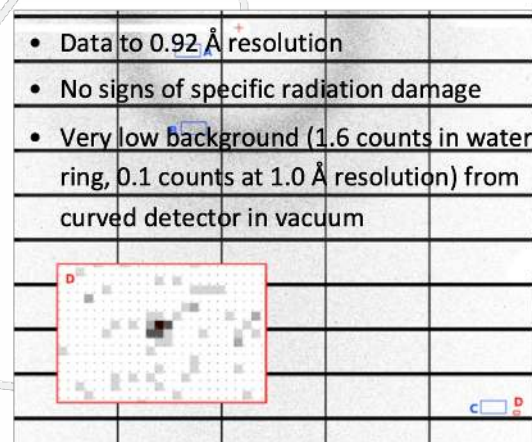 • Data to 0.92 Å resolution
A
• No signs of specific radiation damage
• Very low background (1.6 counts in water
B
ring, 0.1 counts at 1.0 Å resolution) from
curved detector in vacuum
D
C D